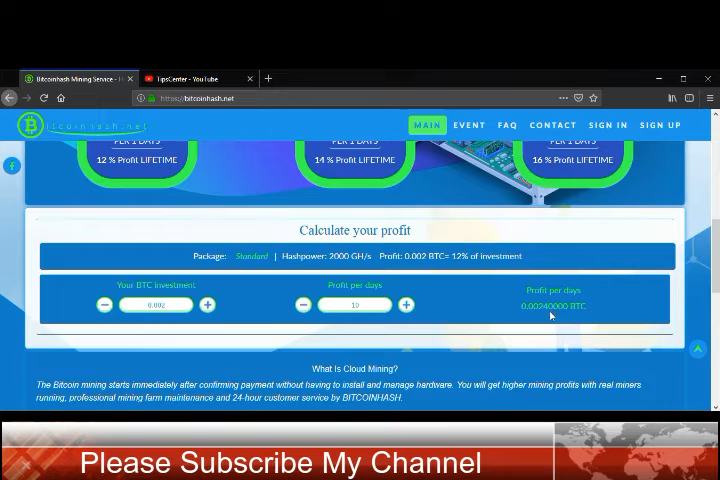 Bitcoinhash Mining Service - H
TipsCenter - YouTube
https://bitcoinhash.net
bitcoinhash.net
MAIN EVENT FAQ CONTACT SIGN IN SIGN UP
PER 1 DAYS PER 1 DAYS PER 1 DAYS
12 % Profit LIFETIME 14 % Profit LIFETIME 16 % Profit LIFETIME
Calculate your profit
Package: Standard | Hashpower: 2000 GH/s Profit: 0.002 BTC= 12% of investment
Your BTC investment Profit per days Profit per days
0.002 10 0.00240000 BTC
What Is Cloud Mining?
The Bitcoin mining starts immediately after confirming payment without having to install and manage hardware. You will get higher mining profits with real miners
running, professional mining farm maintenance and 24-hour customer service by BITCOINHASH.
Please Subscribe My Channel